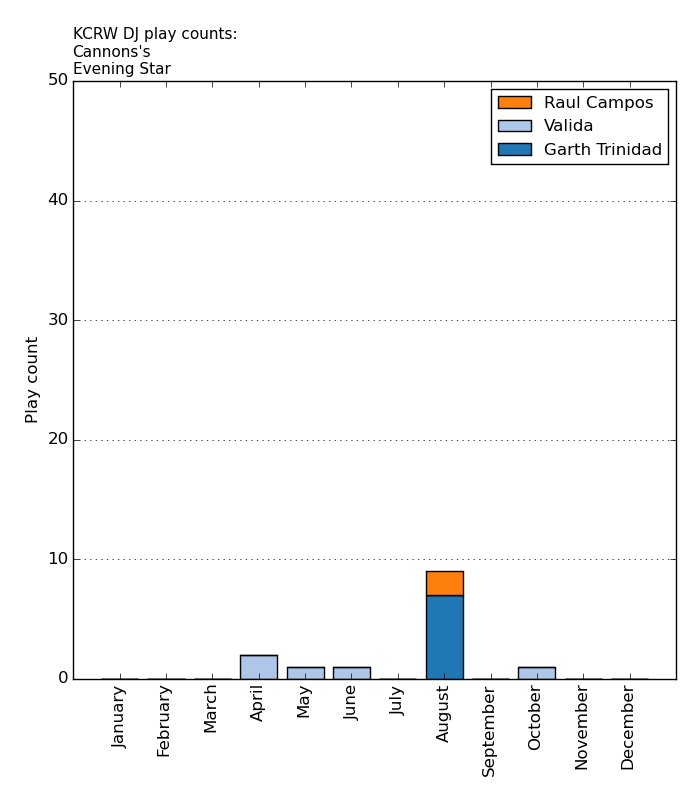 KCRW DJ play counts:
Cannons's
Evening Star
Raul Campos
Valida
Garth Trinidad
Play count
50
40
30
20
10
0
January
February
March
April
May
June
July
August
September
October
November
December